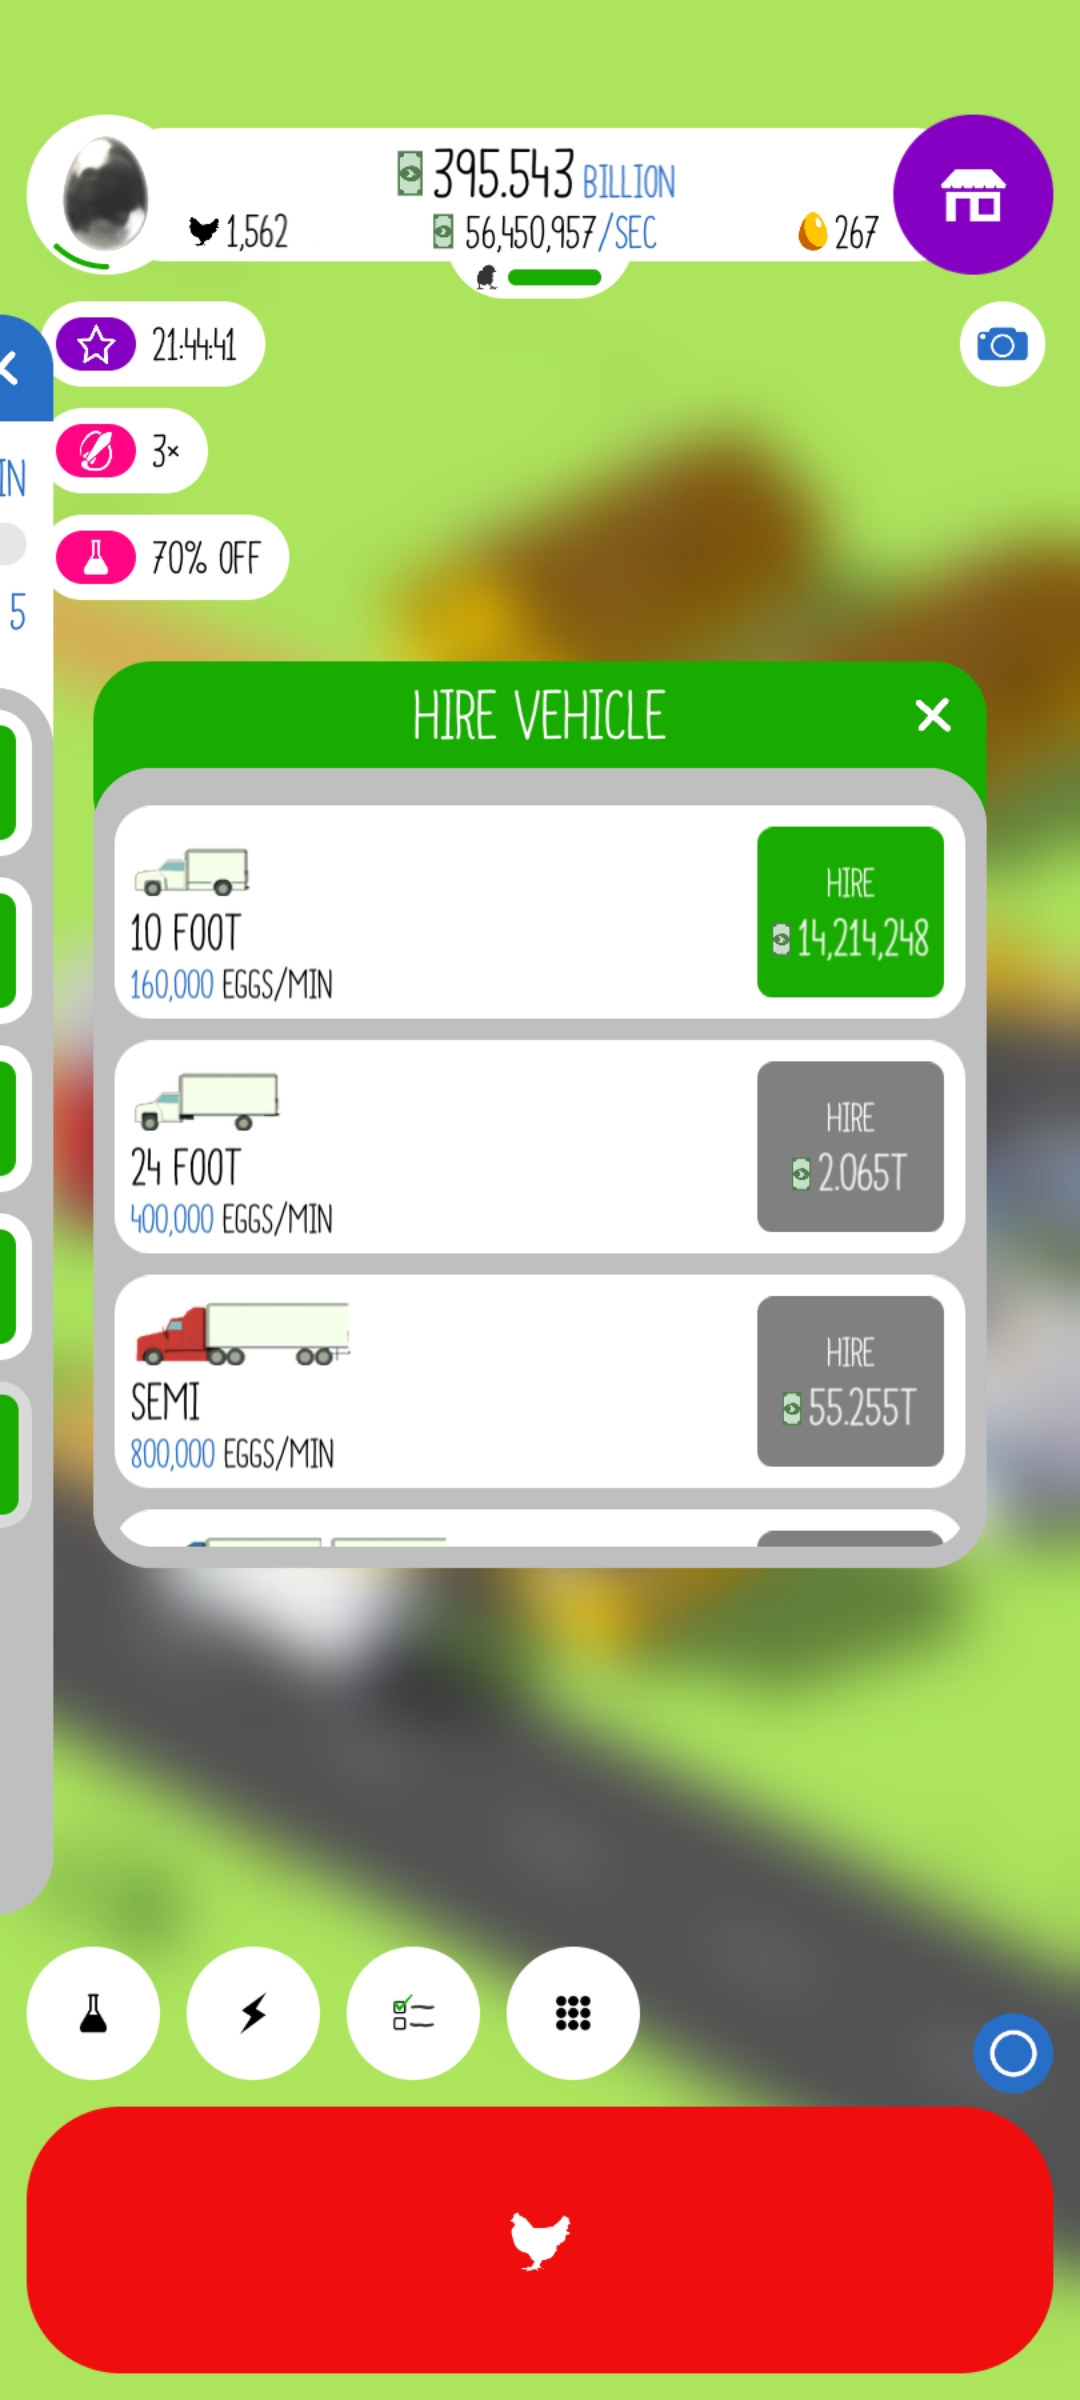 395.543 BILLION
1,562
56,450,957/SEC
267
21:44:41
3×
IN
70% OFF
5
HIRE VEHICLE
10 FOOT
160,000 EGGS/MIN
HIRE
14,214,248
24 FOOT
400,000 EGGS/MIN
HIRE
2.065T
SEMI
800,000 EGGS/MIN
HIRE
55.255T